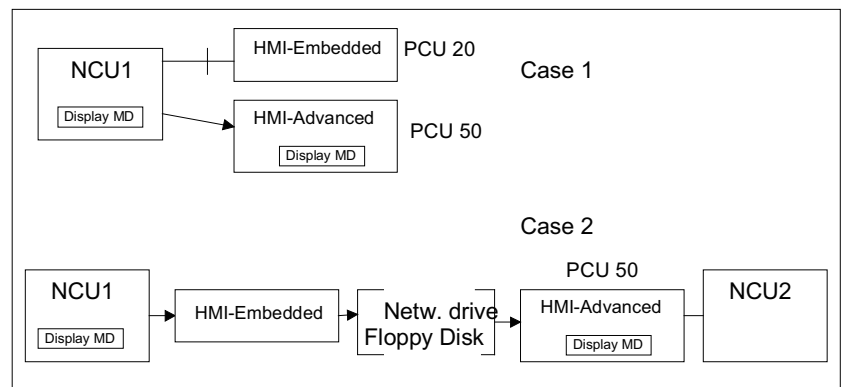 HMI-Embedded
PCU 20
NCU1
Case 1
Display MD
HMI-Advanced
PCU 50
Display MD
Case 2
PCU 50
NCU1
HMI-Embedded
Netw. drive
Floppy Disk
HMI-Advanced
NCU2
Display MD
Display MD